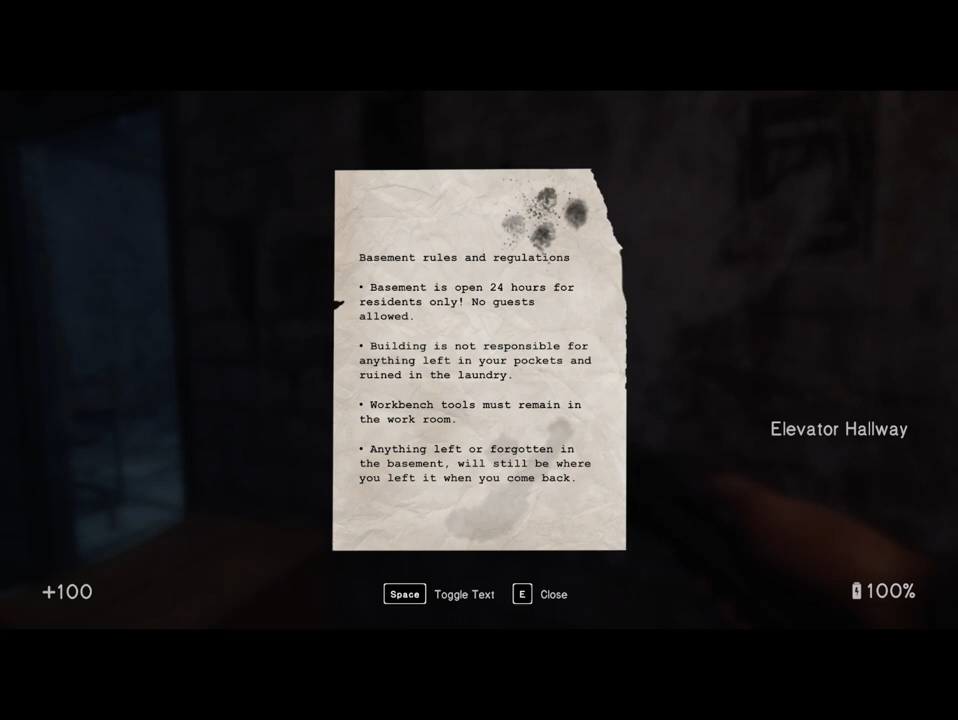 Basement rules and regulations
• Basement is open 24 hours for
residents only! No guests
allowed.
• Building is not responsible for
anything left in your pockets and
ruined in the laundry.
• Workbench tools must remain in
the work room.
• Anything left or forgotten in
the basement, will still be where
you left it when you come back.
Elevator Hallway
+100
Space Toggle Text E Close
100%